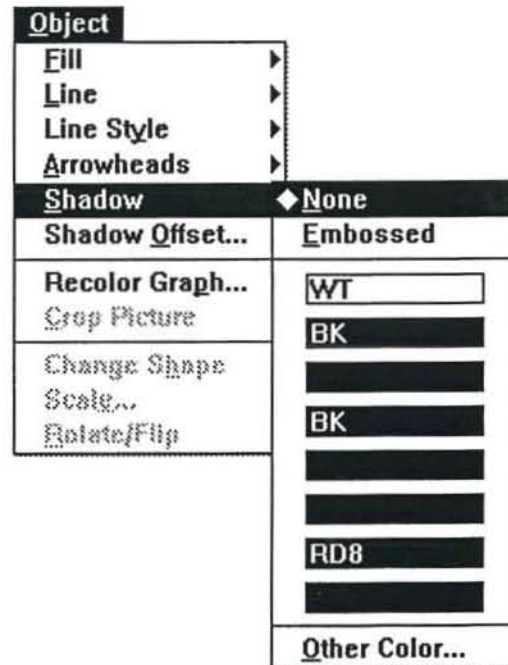 Object
Fill
Line
Line Style
Arrowheads
Shadow
Shadow Offset...
Recolor Graph...
Crop Picture
Change Shape
Scale...
Rotate/Flip
None
Embossed
WT
BK
BK
RD8
Other Color...